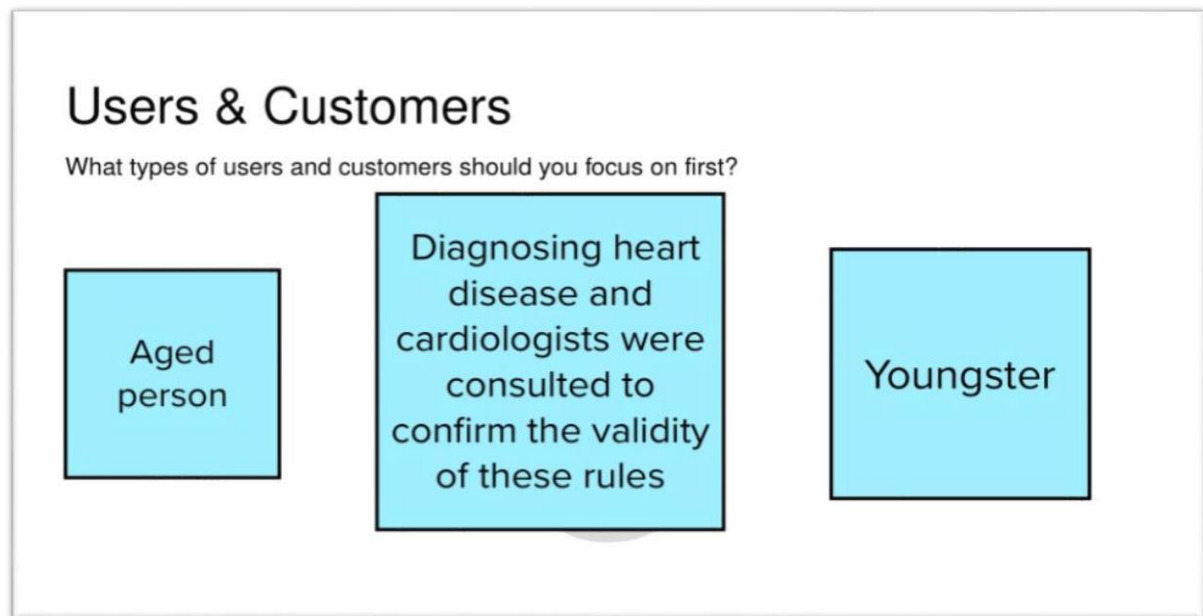 Users & Customers
What types of users and customers should you focus on first?
Aged
person
Diagnosing heart
disease and
cardiologists were
consulted to
confirm the validity
of these rules
Youngster